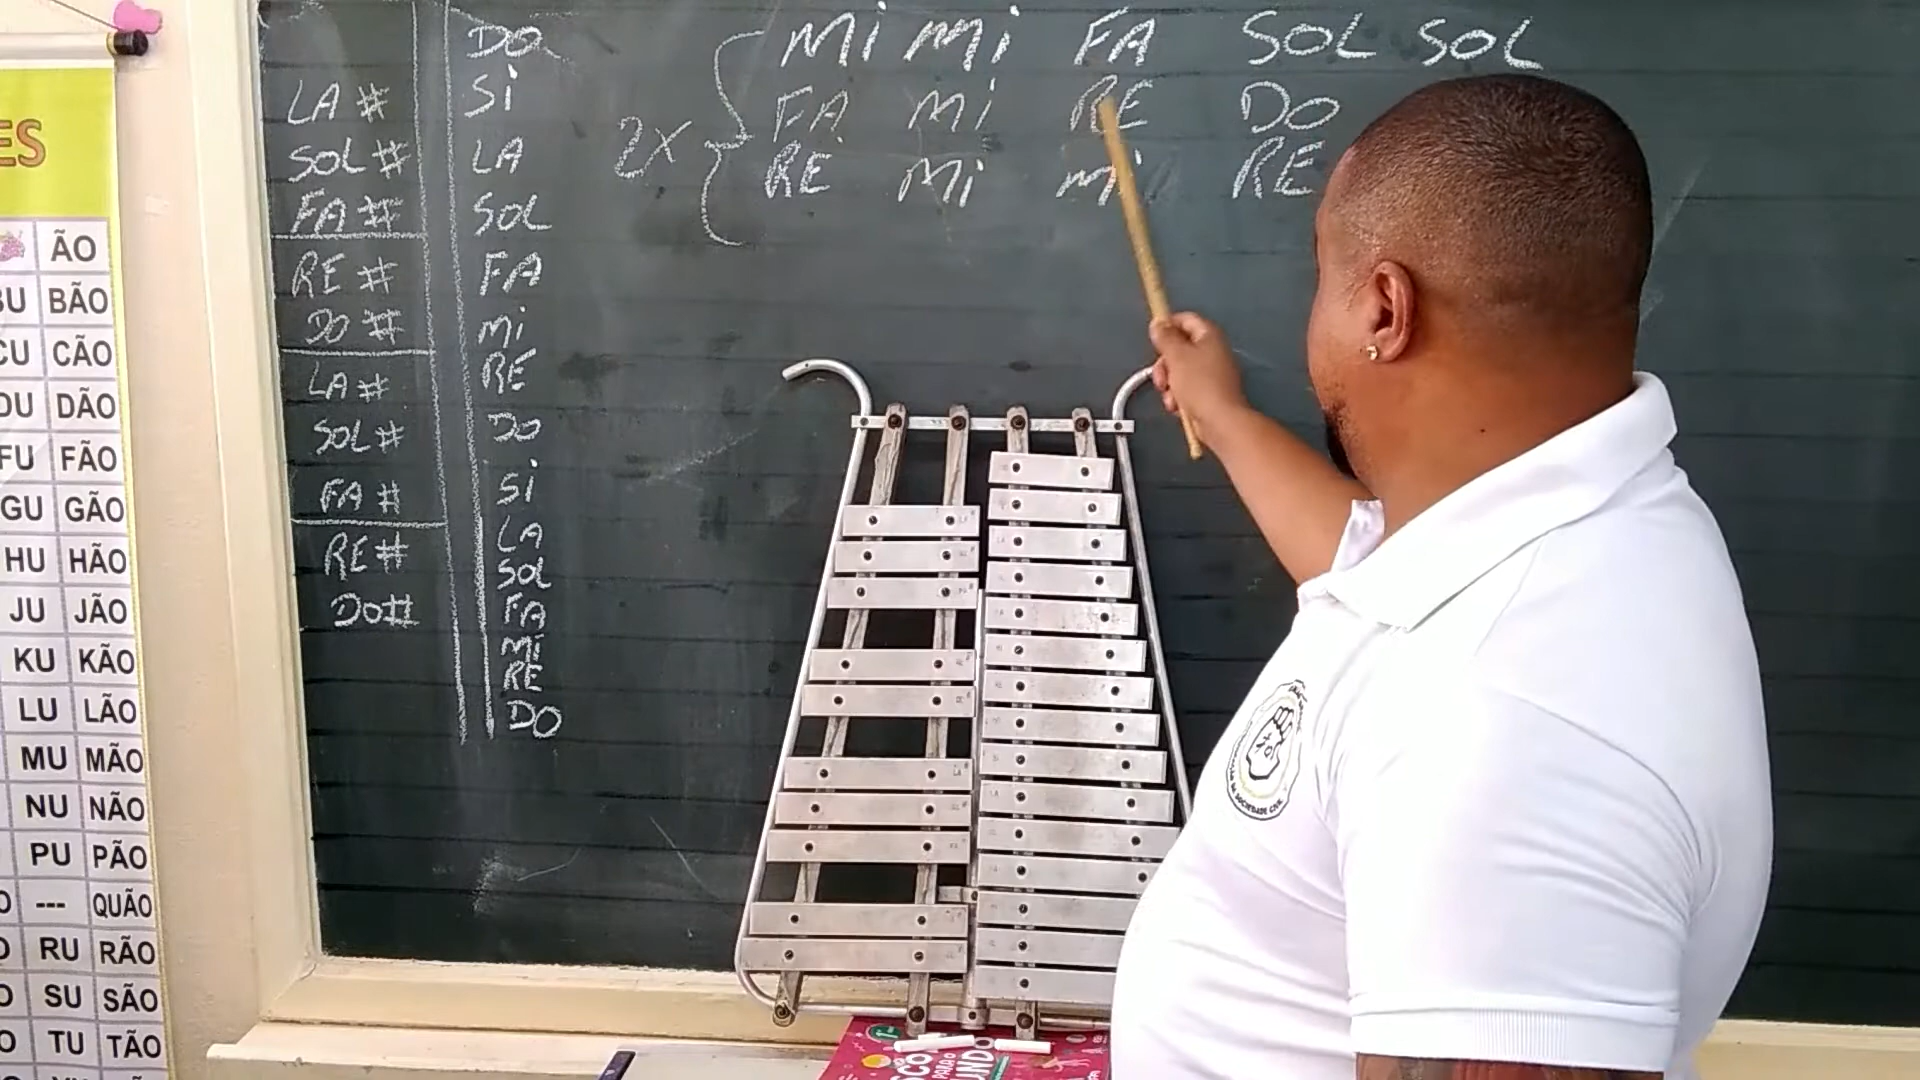 ES
ÃO
BU BÃO
CU CÃO
DU DÃO
FU FÃO
GU GÃO
HU HÃO
JU JÃO
KU KÃO
LU LÃO
MU MÃO
NU NÃO
PU PÃO
--- QUÃO
RU RÃO
SU SÃO
TU TÃO
LA#
SOL#
FA#
RE#
DO#
LA#
SOL#
FA#
RE#
DO#
DO
Si
LA
SOL
FA
Mi
RE
DO
Si
LA
SOL
FA
Mi
RE
DO
2X
Mi Mi FA SOL SOL
FA Mi RE DO
RE Mi Mi RE
SOCIEDADE CIVIL